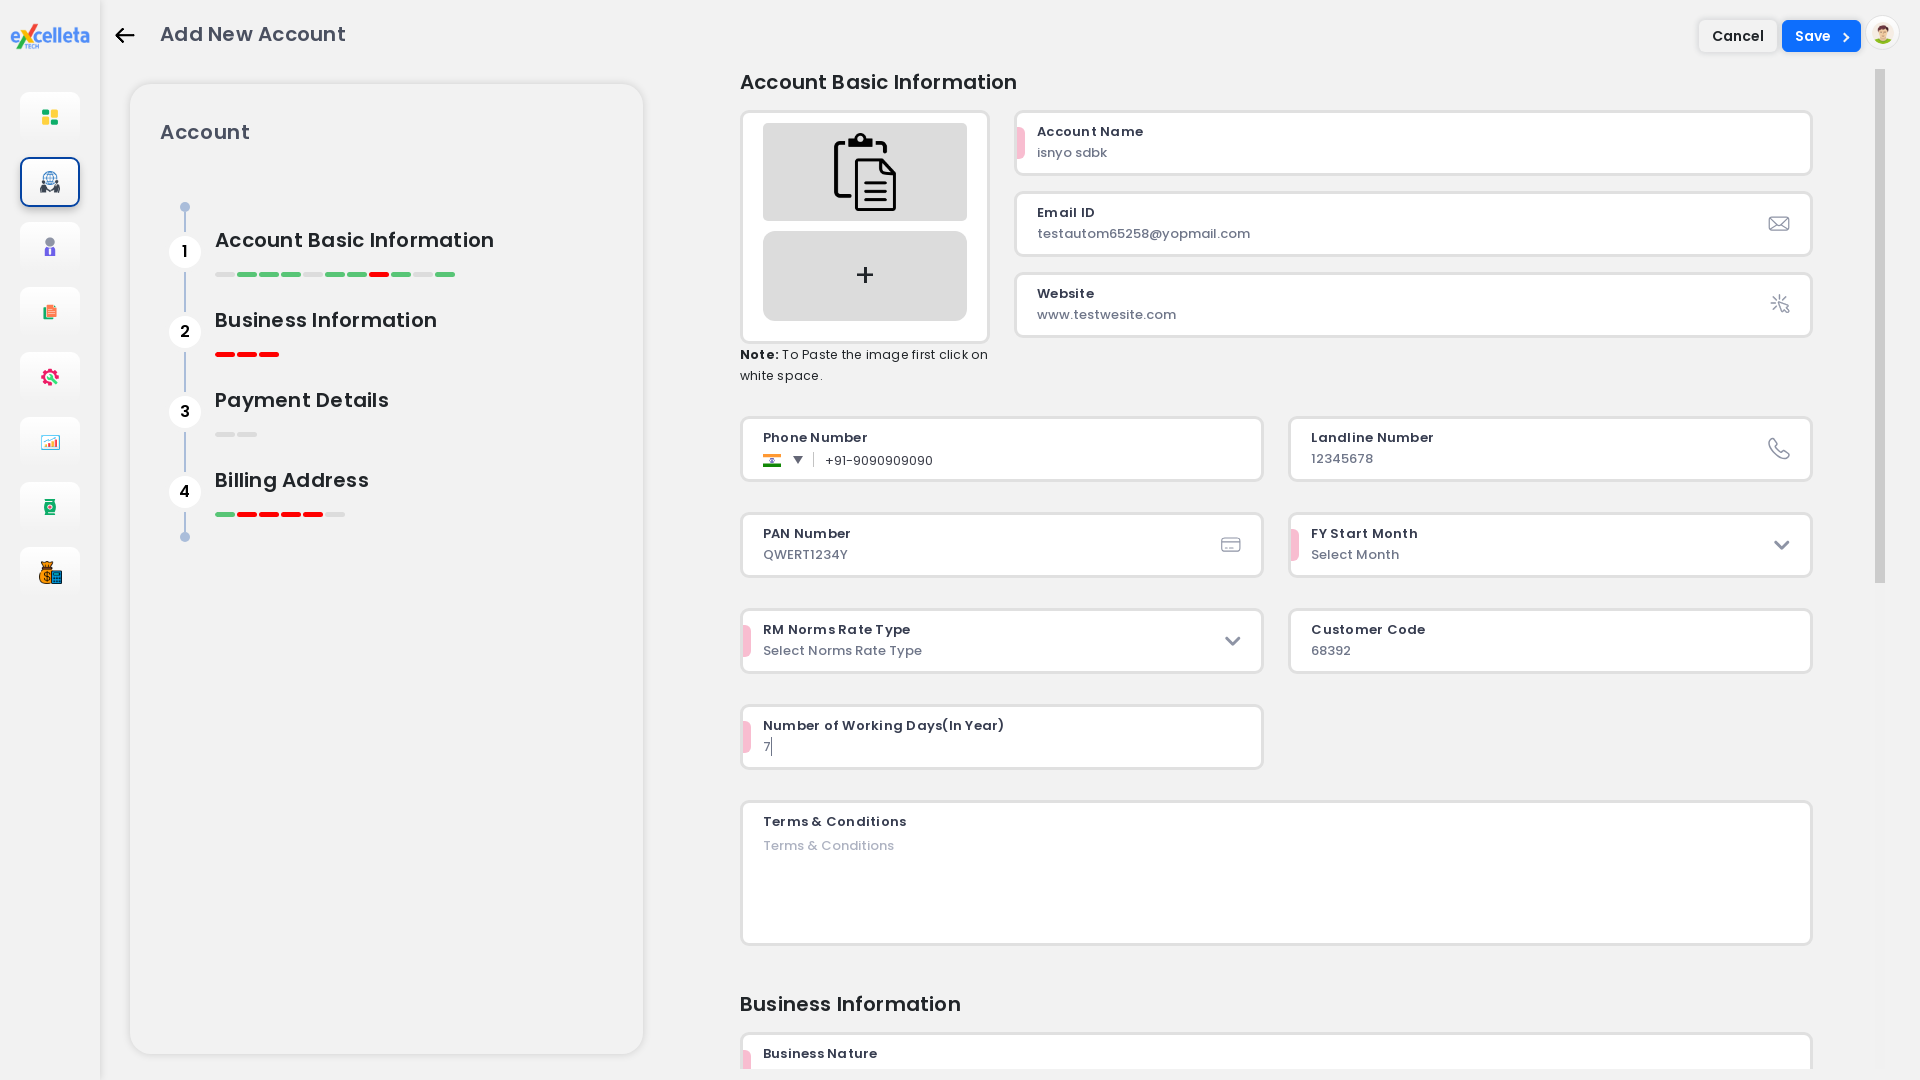 eXcelleta
TECH
Add New Account
Cancel
Save
Account
1
Account Basic Information
2
Business Information
3
Payment Details
4
Billing Address
Account Basic Information
+
Note: To Paste the image first click on
white space.
Account Name
isnyo sdbk
Email ID
testautom65258@yopmail.com
Website
www.testwesite.com
Phone Number
+91-9090909090
Landline Number
12345678
PAN Number
QWERT1234Y
FY Start Month
Select Month
RM Norms Rate Type
Select Norms Rate Type
Customer Code
68392
Number of Working Days(In Year)
7
Terms & Conditions
Terms & Conditions
Business Information
Business Nature